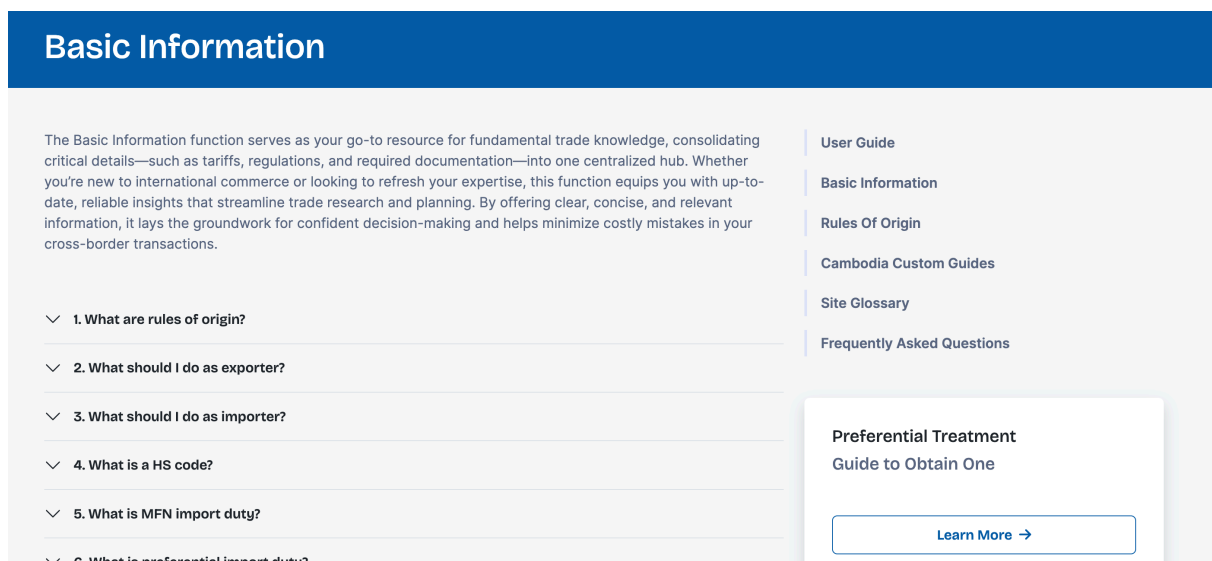 Basic Information
The Basic Information function serves as your go-to resource for fundamental trade knowledge, consolidating
critical details—such as tariffs, regulations, and required documentation—into one centralized hub. Whether
you're new to international commerce or looking to refresh your expertise, this function equips you with up-to-
date, reliable insights that streamline trade research and planning. By offering clear, concise, and relevant
information, it lays the groundwork for confident decision-making and helps minimize costly mistakes in your
cross-border transactions.
1. What are rules of origin?
2. What should I do as exporter?
3. What should I do as importer?
4. What is a HS code?
5. What is MFN import duty?
6. What is preferential import duty?
User Guide
Basic Information
Rules Of Origin
Cambodia Custom Guides
Site Glossary
Frequently Asked Questions
Preferential Treatment
Guide to Obtain One
Learn More →